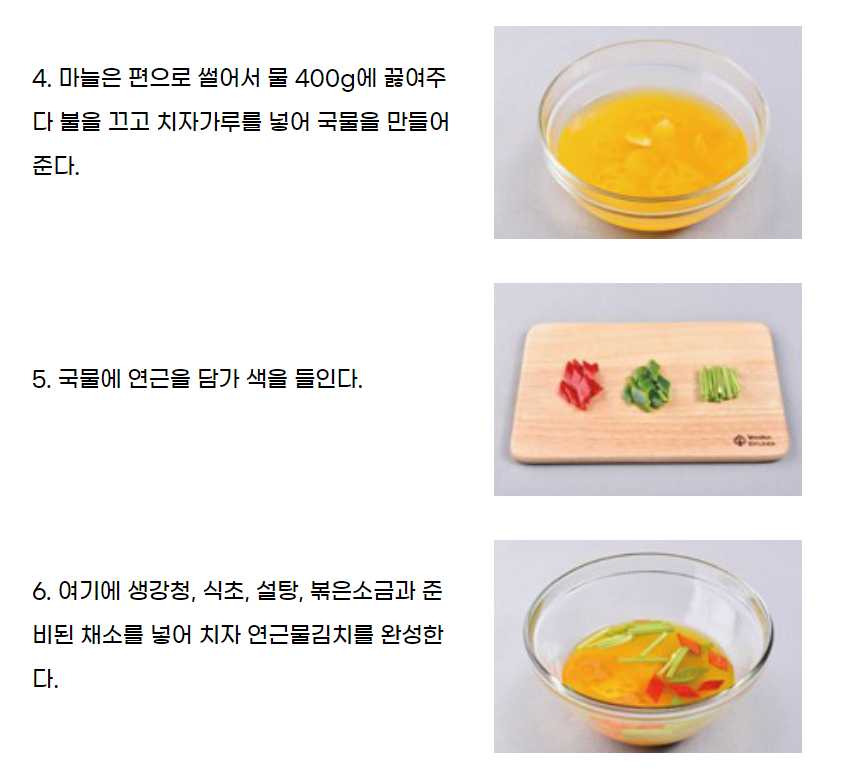 4. 마늘은 편으로 썰어서 물 400g에 끓여주
다 불을 끄고 치자가루를 넣어 국물을 만들어
준다.
5. 국물에 연근을 담가 색을 들인다.
6. 여기에 생강청, 식초, 설탕, 볶은소금과 준
비된 채소를 넣어 치자 연근물김치를 완성한
다.